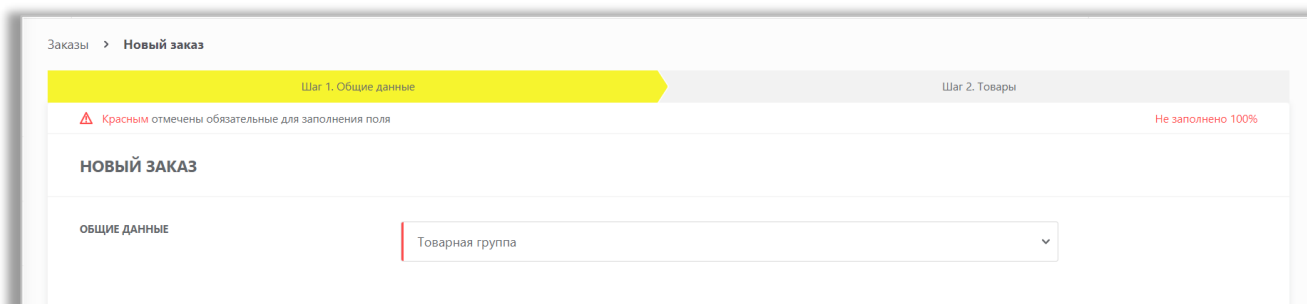 Заказы > Новый заказ
Шаг 1. Общие данные
Шаг 2. Товары
Красным отмечены обязательные для заполнения поля
Не заполнено 100%
НОВЫЙ ЗАКАЗ
ОБЩИЕ ДАННЫЕ
Товарная группа